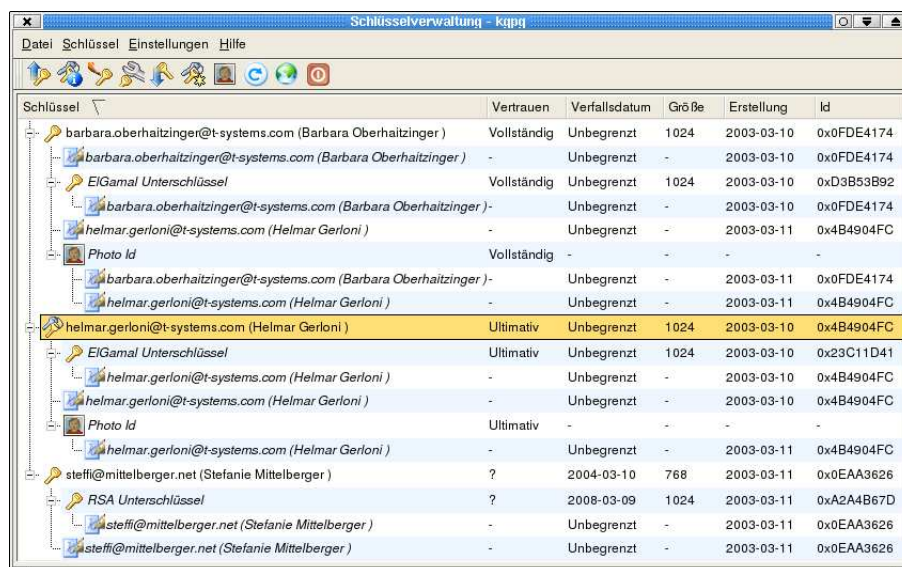 Schlüsselverwaltung - kgpg
Datei Schlüssel Einstellungen Hilfe
Schlüssel Vertrauen Verfallsdatum Größe Erstellung Id
barbara.oberhaitzinger@t-systems.com (Barbara Oberhaitzinger ) Vollständig Unbegrenzt 1024 2003-03-10 0x0FDE4174
barbara.oberhaitzinger@t-systems.com (Barbara Oberhaitzinger ) - Unbegrenzt - 2003-03-10 0x0FDE4174
ElGamal Unterschlüssel Vollständig Unbegrenzt 1024 2003-03-10 0xD3B53B92
barbara.oberhaitzinger@t-systems.com (Barbara Oberhaitzinger ) - Unbegrenzt - 2003-03-10 0x0FDE4174
helmar.gerloni@t-systems.com (Helmar Gerloni ) - Unbegrenzt - 2003-03-11 0x4B4904FC
Photo Id Vollständig - - - -
barbara.oberhaitzinger@t-systems.com (Barbara Oberhaitzinger ) - Unbegrenzt - 2003-03-11 0x0FDE4174
helmar.gerloni@t-systems.com (Helmar Gerloni ) - Unbegrenzt - 2003-03-11 0x4B4904FC
helmar.gerloni@t-systems.com (Helmar Gerloni ) Ultimativ Unbegrenzt 1024 2003-03-10 0x4B4904FC
ElGamal Unterschlüssel Ultimativ Unbegrenzt 1024 2003-03-10 0x23C11D41
helmar.gerloni@t-systems.com (Helmar Gerloni ) - Unbegrenzt - 2003-03-10 0x4B4904FC
helmar.gerloni@t-systems.com (Helmar Gerloni ) - Unbegrenzt - 2003-03-10 0x4B4904FC
Photo Id Ultimativ - - - -
helmar.gerloni@t-systems.com (Helmar Gerloni ) - Unbegrenzt - 2003-03-11 0x4B4904FC
steffi@mittelberger.net (Stefanie Mittelberger ) ? 2004-03-10 768 2003-03-11 0x0EAA3626
RSA Unterschlüssel ? 2008-03-09 1024 2003-03-11 0xA2A4B67D
steffi@mittelberger.net (Stefanie Mittelberger ) - Unbegrenzt - 2003-03-11 0x0EAA3626
steffi@mittelberger.net (Stefanie Mittelberger ) - Unbegrenzt - 2003-03-11 0x0EAA3626